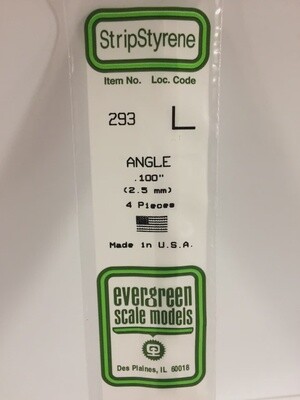 StripStyrene
Item No. Loc. Code
293 L
ANGLE
.100"
(2.5 mm)
4 Pieces
Made in U.S.A.
evergreen
scale models
Des Plaines, IL 60018